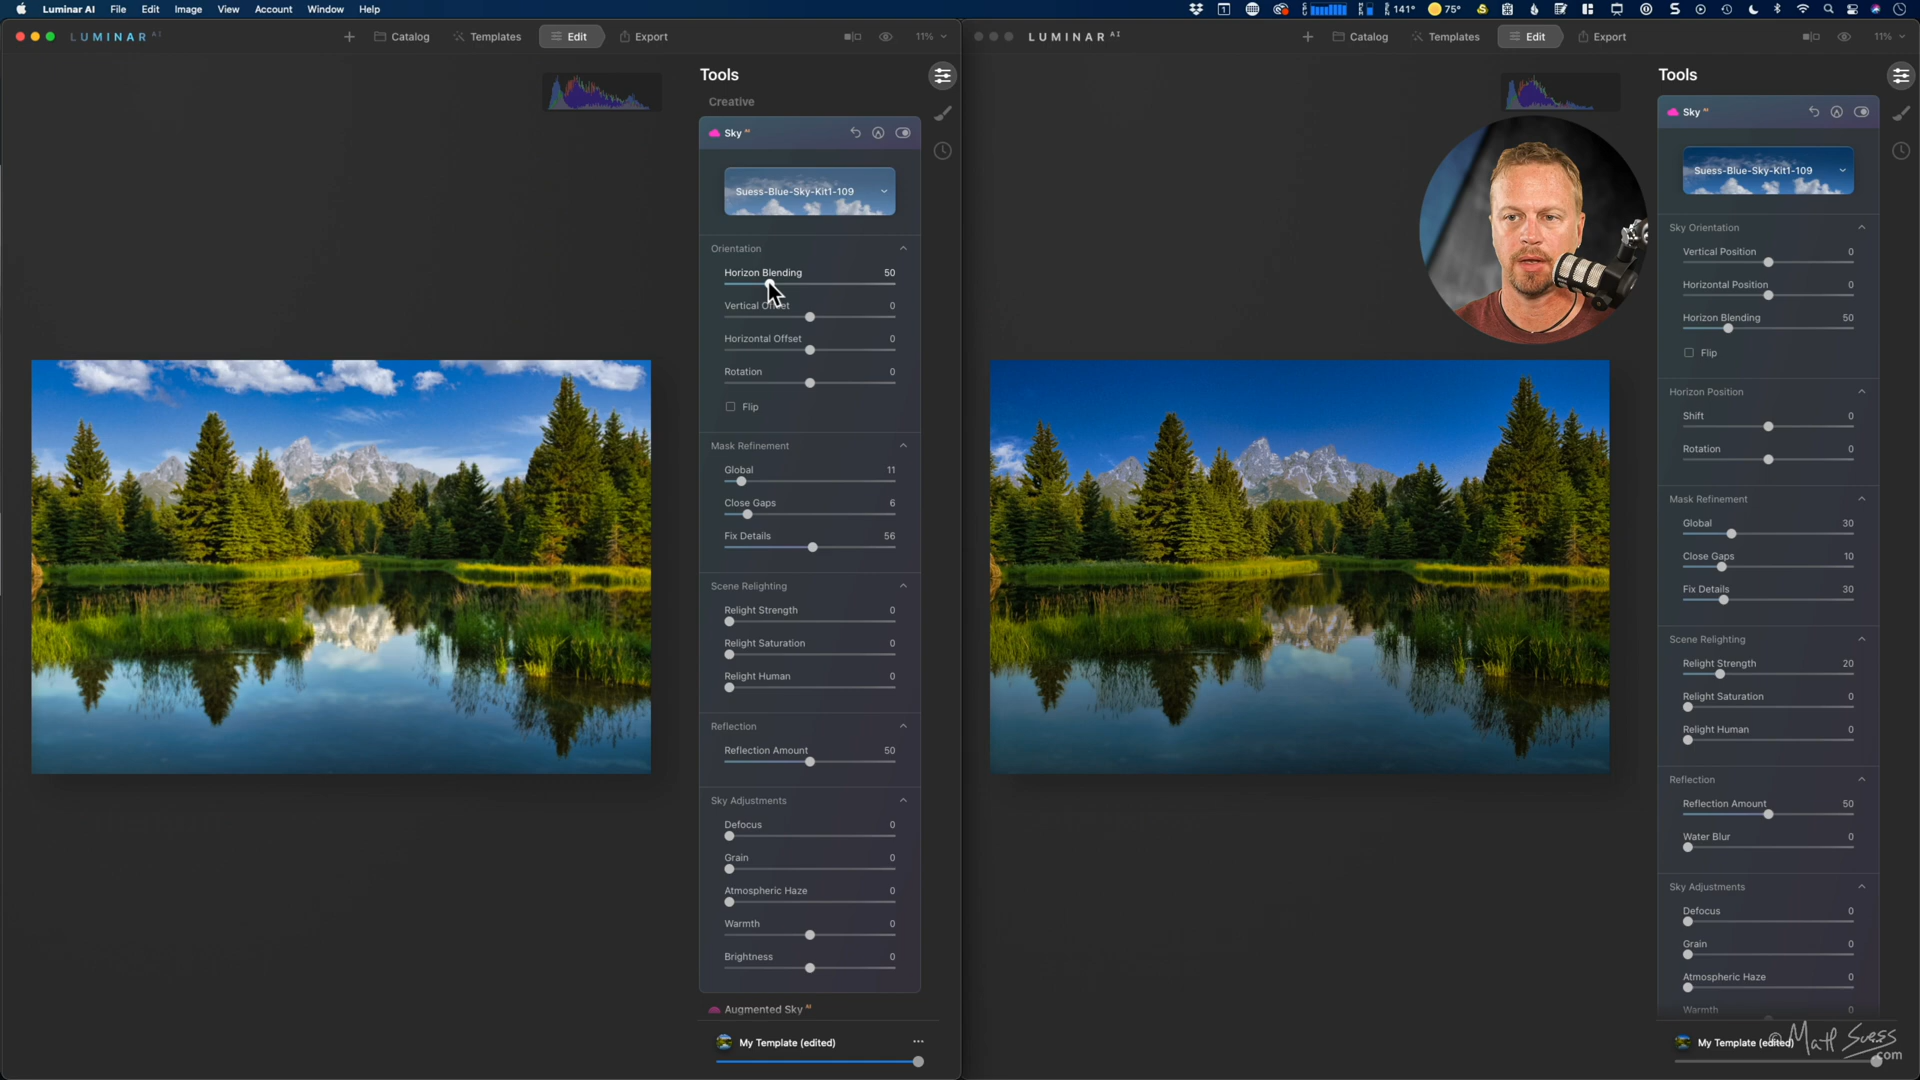 Luminar AI File Edit Image View Account Window Help
1 141° 75°
LUMINAR AI
Catalog Templates Edit Export 11%
LUMINAR AI
Catalog Templates Edit Export 11%
Tools
Creative
Sky AI
Suess-Blue-Sky-Kit1-109
Orientation
Horizon Blending 50
Vertical Offset 0
Horizontal Offset 0
Rotation 0
Flip
Mask Refinement
Global 11
Close Gaps 6
Fix Details 56
Scene Relighting
Relight Strength 0
Relight Saturation 0
Relight Human 0
Reflection
Reflection Amount 50
Sky Adjustments
Defocus 0
Grain 0
Atmospheric Haze 0
Warmth 0
Brightness 0
Augmented Sky AI
My Template (edited)
Tools
Sky AI
Suess-Blue-Sky-Kit1-109
Sky Orientation
Vertical Position 0
Horizontal Position 0
Horizon Blending 50
Flip
Horizon Position
Shift 0
Rotation 0
Mask Refinement
Global 30
Close Gaps 10
Fix Details 30
Scene Relighting
Relight Strength 20
Relight Saturation 0
Relight Human 0
Reflection
Reflection Amount 50
Water Blur 0
Sky Adjustments
Defocus 0
Grain 0
Atmospheric Haze 0
Warmth 0
My Template (edited)
© Matt Suess
.com